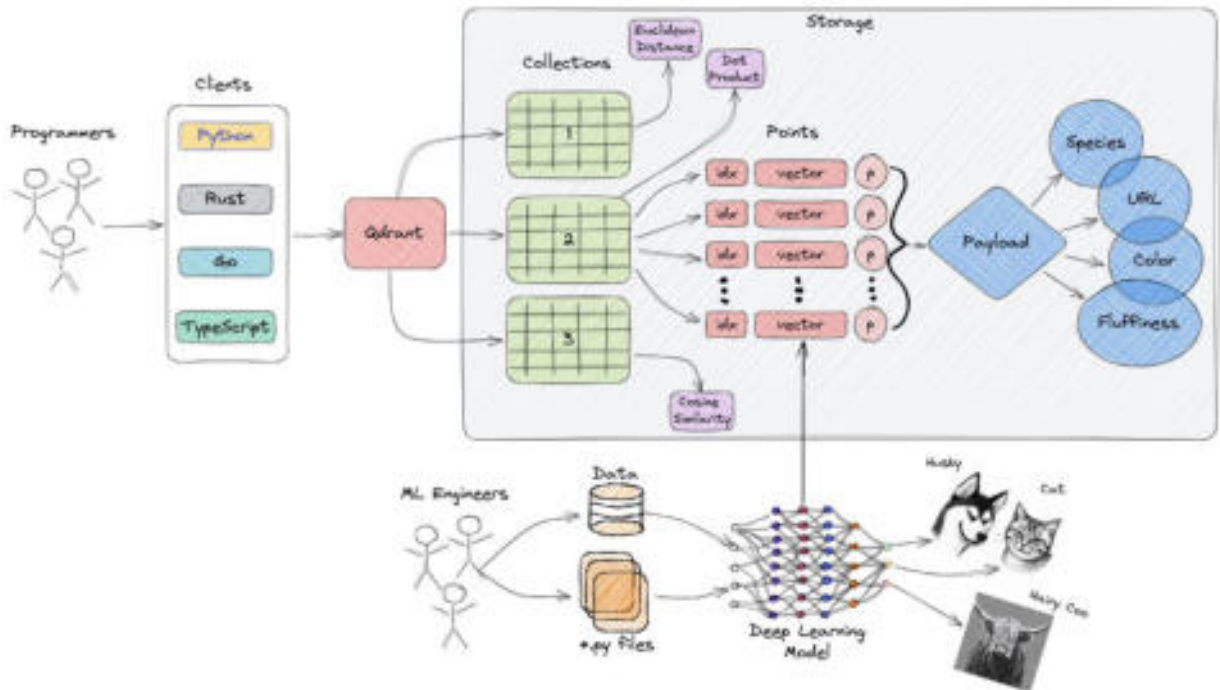 Storage
Euclidean
Distance
Collections
Dot
Product
Clients
Programmers
Python
Rust
Go
TypeScript
Qdrant
1
2
3
Points
idx vector p
idx vector p
idx vector p
idx vector p
Payload
Species
URL
Color
Fluffiness
Cosine
Similarity
ML Engineers
Data
*.py files
Deep Learning
Model
Husky
Cat
Hairy Coo